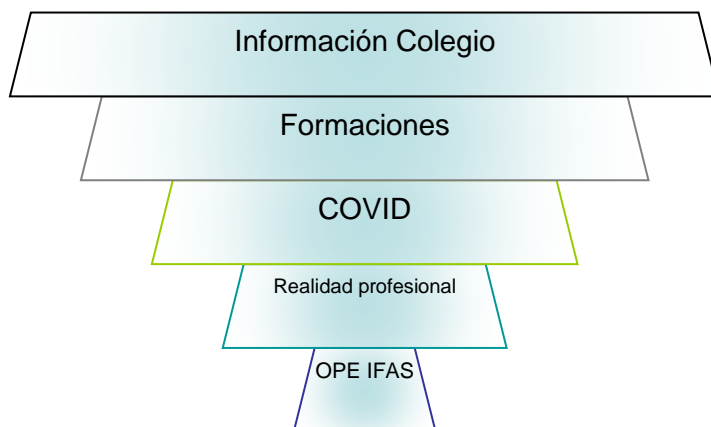 Información Colegio
Formaciones
COVID
Realidad profesional
OPE IFAS